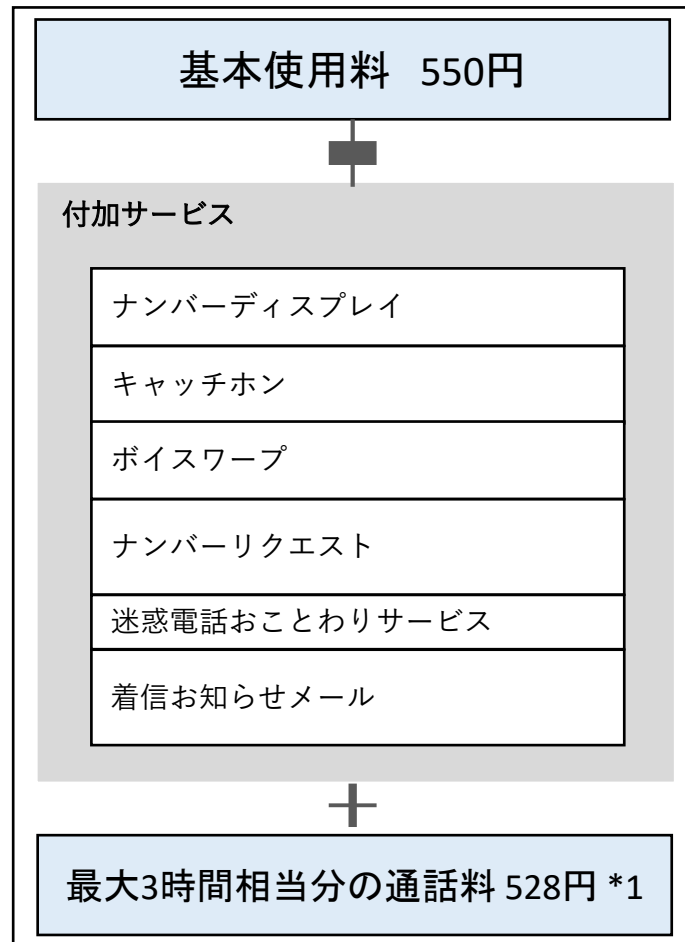 基本使用料 550円
付加サービス
ナンバーディスプレイ
キャッチホン
ボイスワープ
ナンバーリクエスト
迷惑電話おことわりサービス
着信お知らせメール
最大3時間相当分の通話料 528円 *1